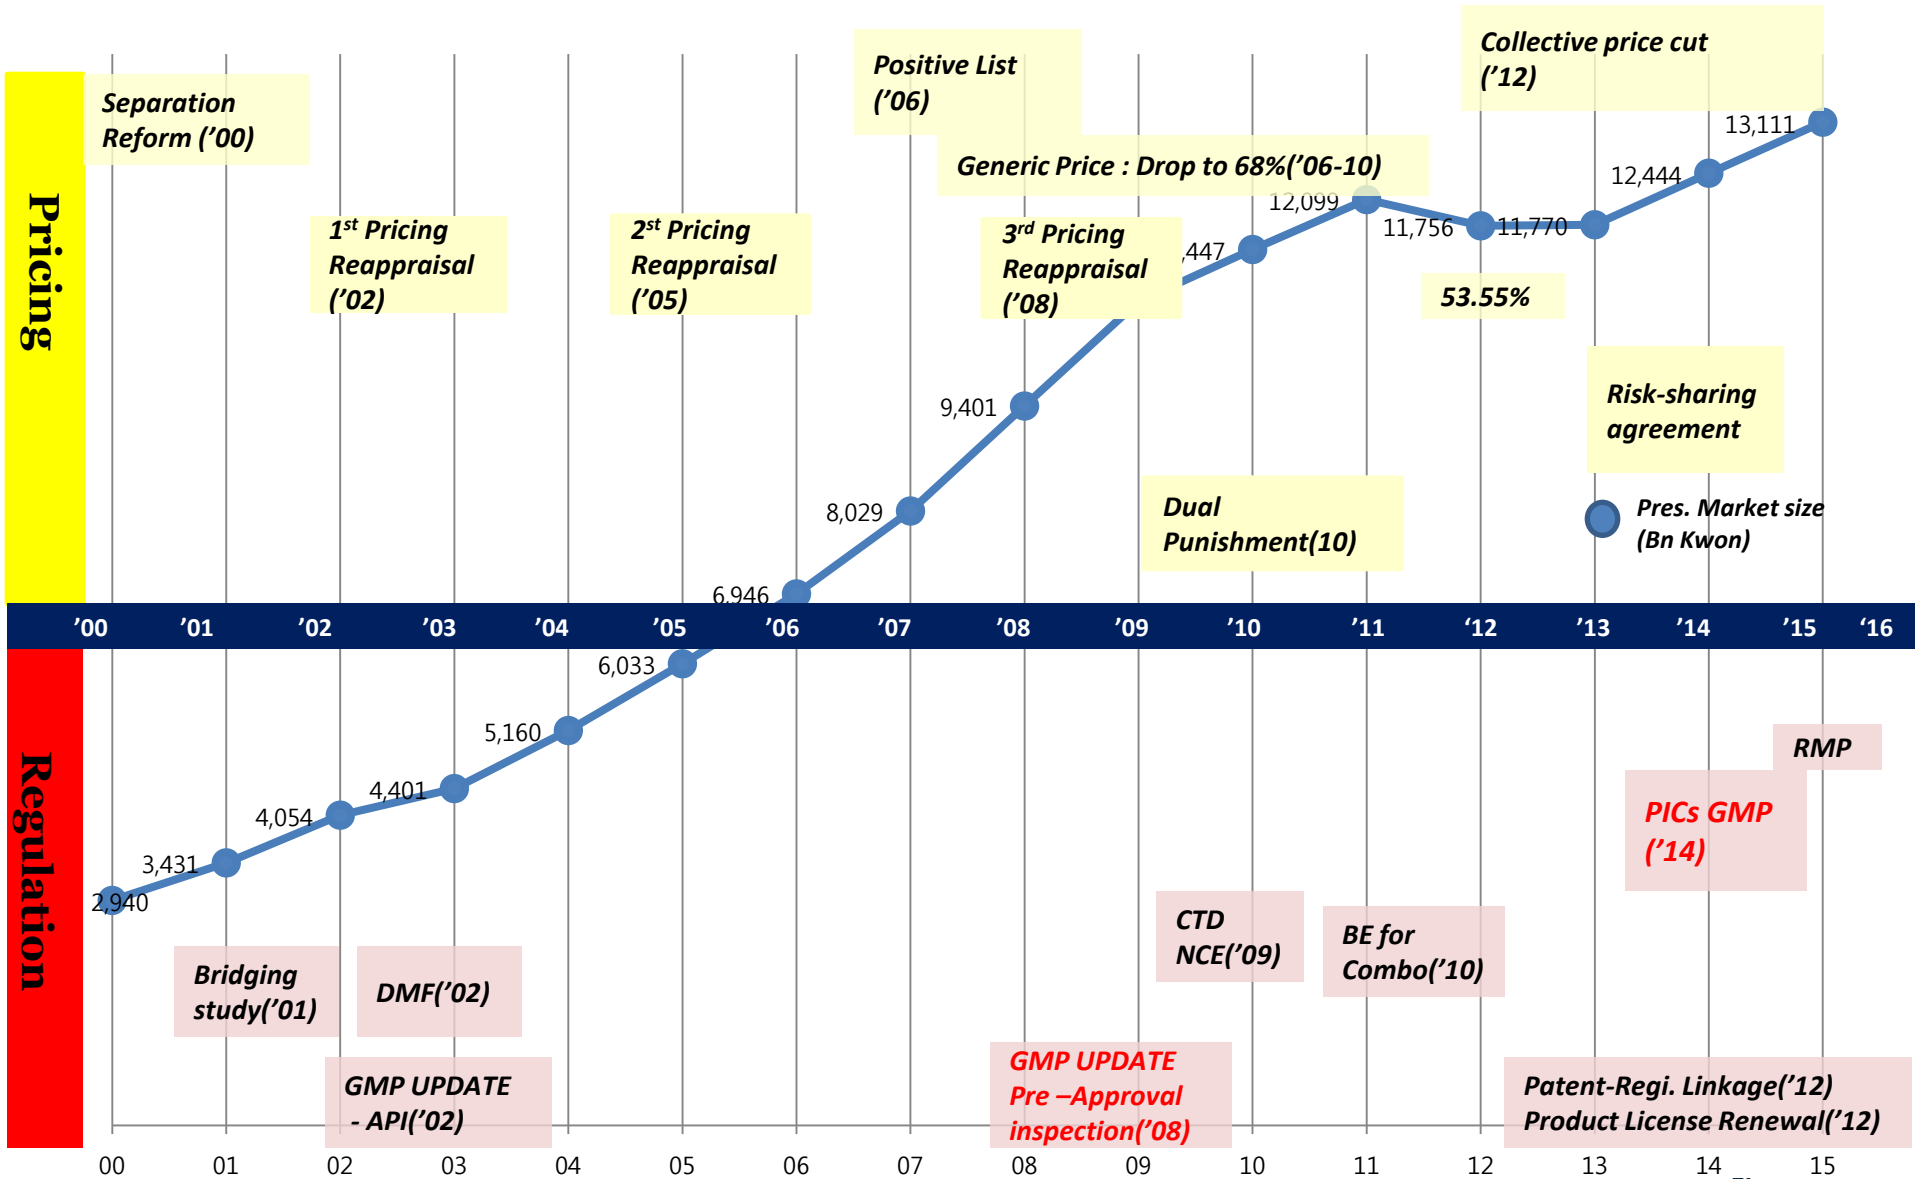 Pricing
Separation
Reform (’00)
1st Pricing
Reappraisal
(’02)
2st Pricing
Reappraisal
(’05)
Positive List
(’06)
Generic Price : Drop to 68%(’06-10)
3rd Pricing
Reappraisal
(’08)
Collective price cut
(’12)
53.55%
Risk-sharing
agreement
Dual
Punishment(10)
Pres. Market size
(Bn Kwon)
13,111
12,444
11,770
11,756
12,099
,447
9,401
8,029
6,946
’00 ’01 ’02 ’03 ’04 ’05 ’06 ’07 ’08 ’09 ’10 ’11 ‘12 ’13 ’14 ’15 ‘16
Regulation
6,033
5,160
4,401
4,054
3,431
2,940
RMP
PICs GMP
(’14)
CTD
NCE(’09)
BE for
Combo(’10)
Bridging
study(’01)
DMF(’02)
GMP UPDATE
- API(’02)
GMP UPDATE
Pre –Approval
inspection(’08)
Patent-Regi. Linkage(’12)
Product License Renewal(’12)
00 01 02 03 04 05 06 07 08 09 10 11 12 13 14 15